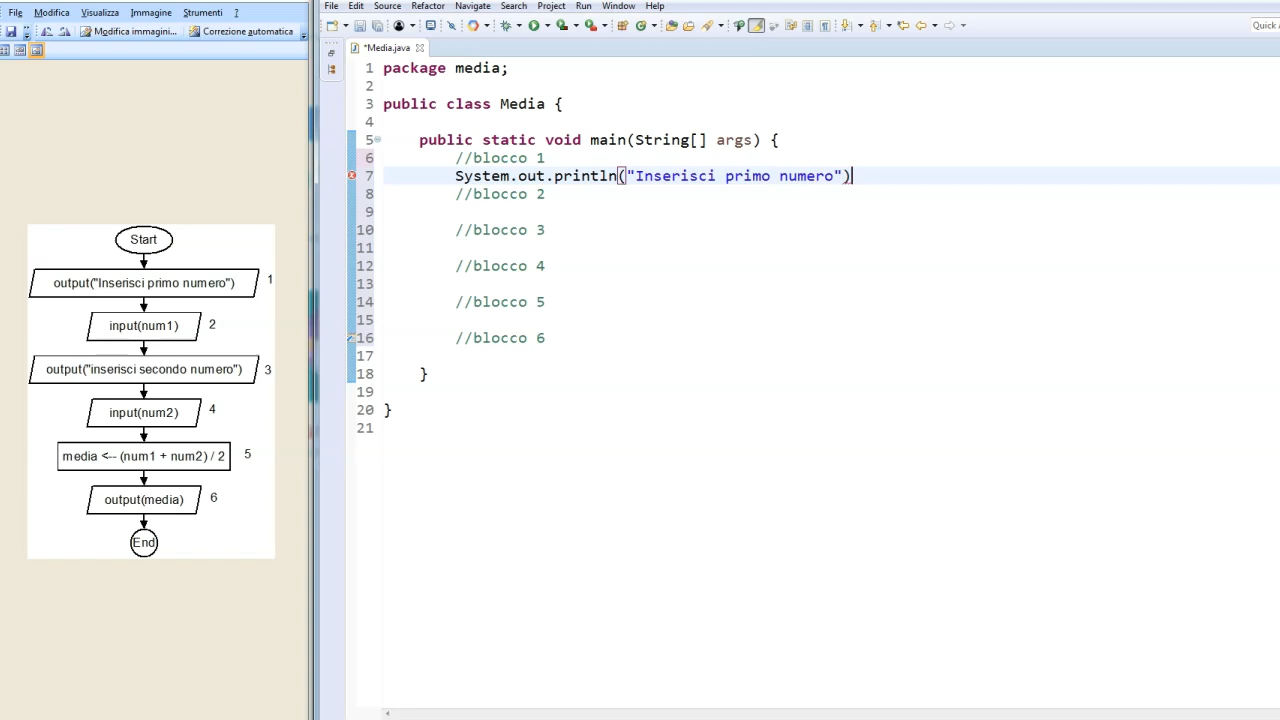 File Modifica Visualizza Immagine Strumenti ?
Modifica immagini... Correzione automatica
Start
output("Inserisci primo numero") 1
input(num1) 2
output("inserisci secondo numero") 3
input(num2) 4
media <-- (num1 + num2) / 2 5
output(media) 6
End
File Edit Source Refactor Navigate Search Project Run Window Help
Quick A
*Media.java
1 package media;
2
3 public class Media {
4
5 public static void main(String[] args) {
6 //blocco 1
7 System.out.println("Inserisci primo numero")
8 //blocco 2
9
10 //blocco 3
11
12 //blocco 4
13
14 //blocco 5
15
16 //blocco 6
17
18 }
19
20 }
21